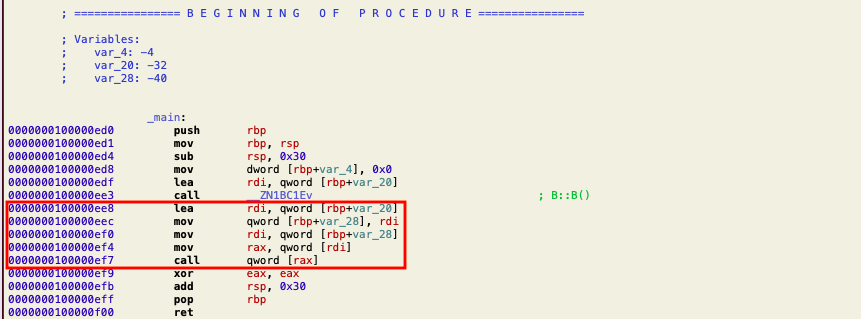 ; ================ B E G I N N I N G   O F   P R O C E D U R E ================
; Variables:
;    var_4: -4
;    var_20: -32
;    var_28: -40
_main:
0000000100000ed0 push rbp
0000000100000ed1 mov rbp, rsp
0000000100000ed4 sub rsp, 0x30
0000000100000ed8 mov dword [rbp+var_4], 0x0
0000000100000edf lea rdi, qword [rbp+var_20]
0000000100000ee3 call __ZN1BC1Ev ; B::B()
0000000100000ee8 lea rdi, qword [rbp+var_20]
0000000100000eec mov qword [rbp+var_28], rdi
0000000100000ef0 mov rdi, qword [rbp+var_28]
0000000100000ef4 mov rax, qword [rdi]
0000000100000ef7 call qword [rax]
0000000100000ef9 xor eax, eax
0000000100000efb add rsp, 0x30
0000000100000eff pop rbp
0000000100000f00 ret